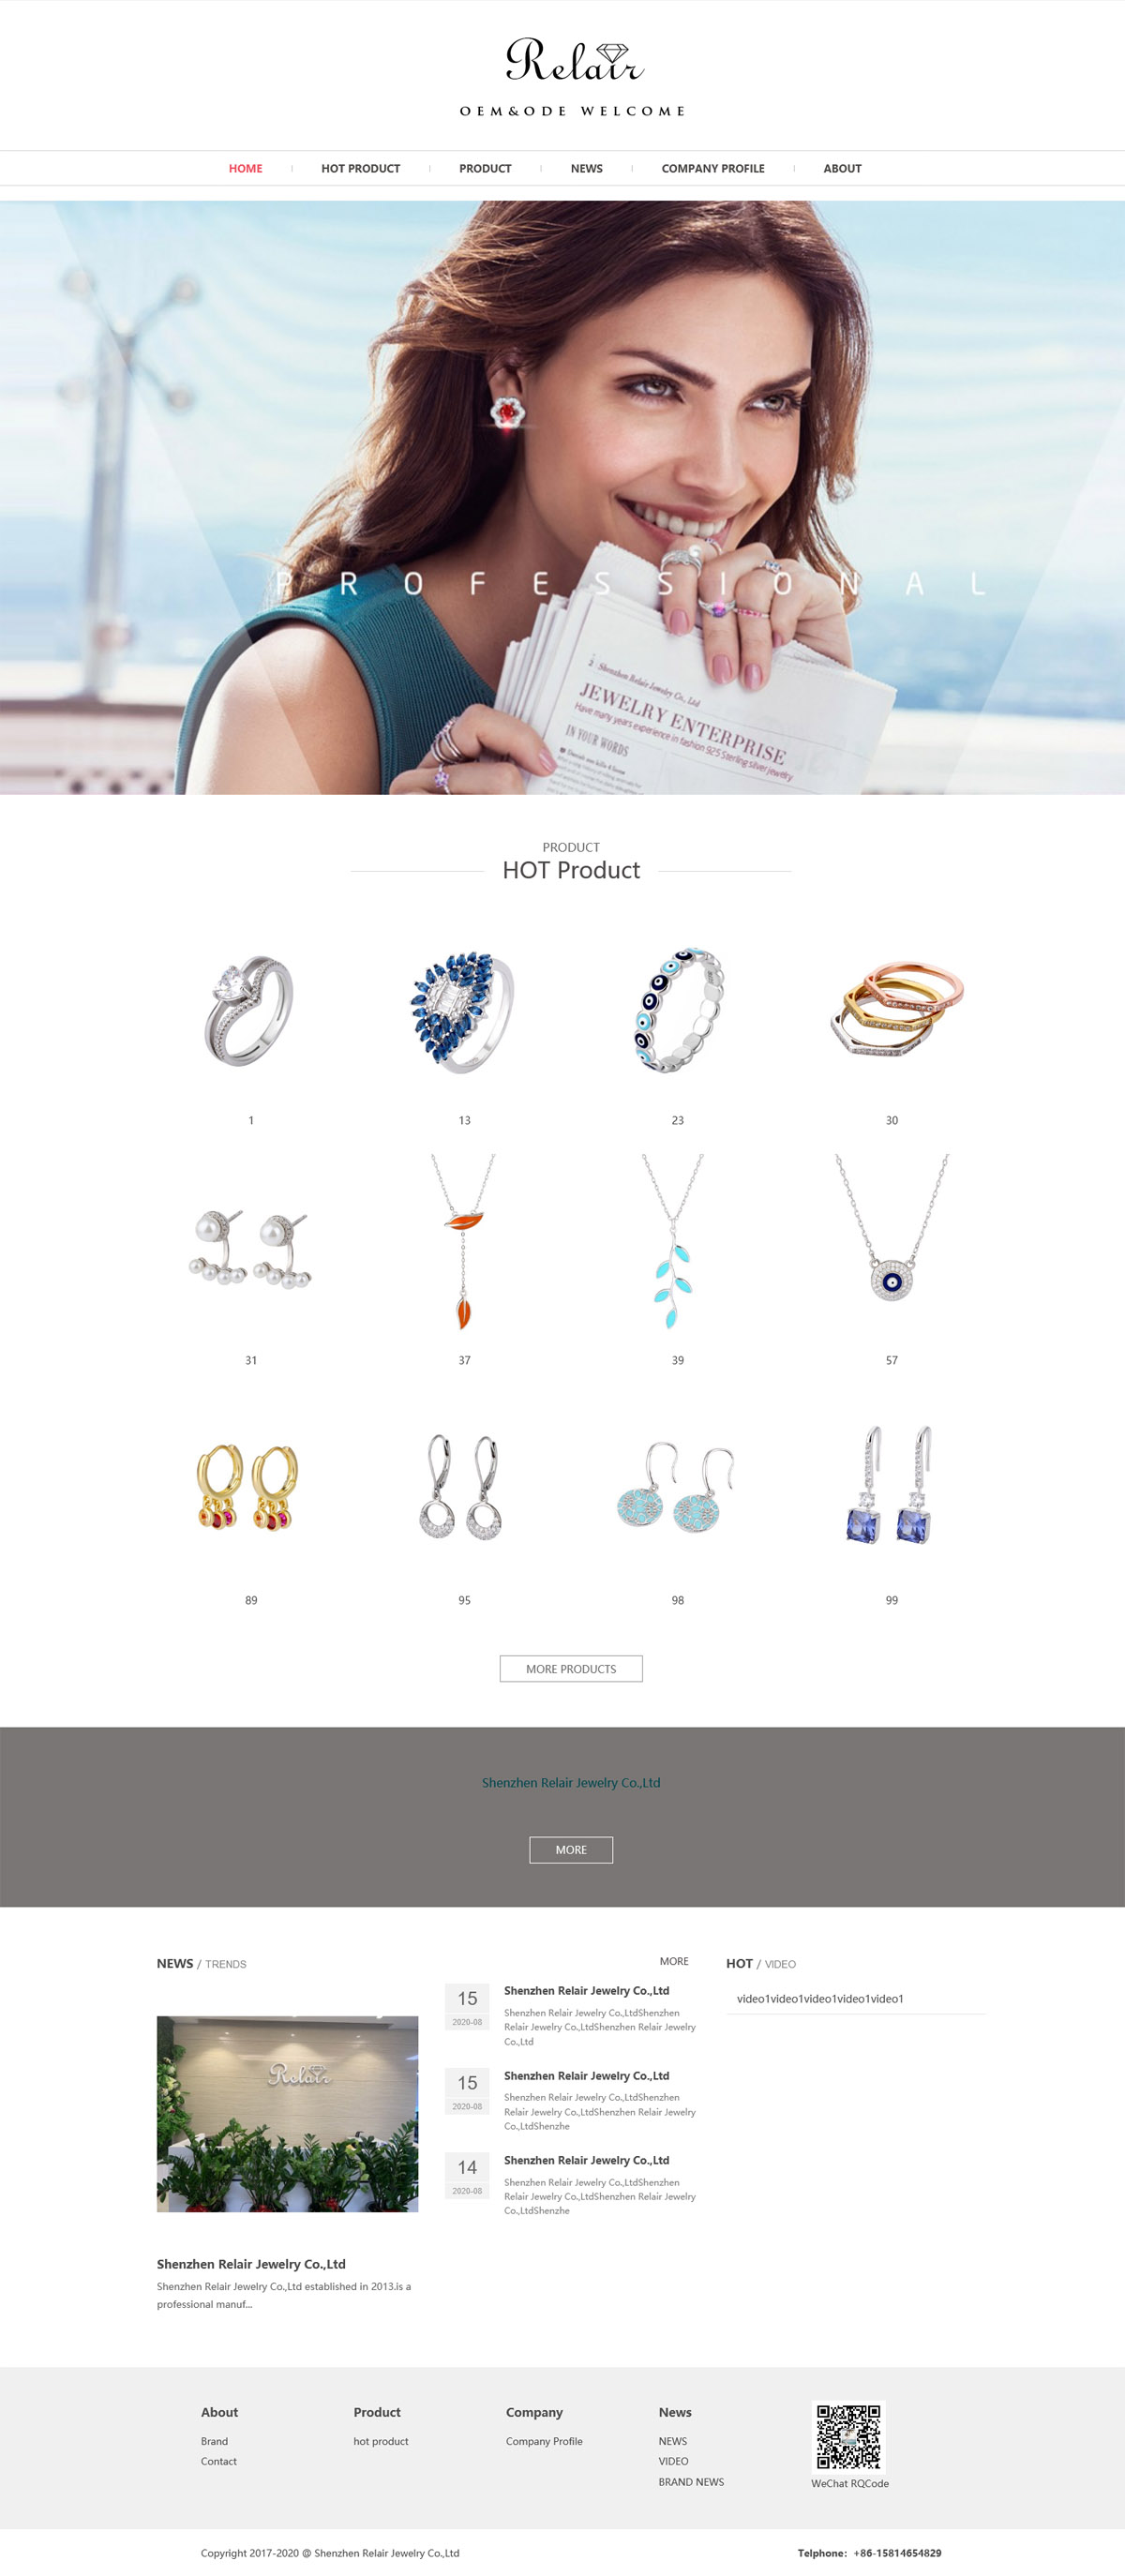 Relair
OEM&ODE WELCOME
HOME
HOT PRODUCT
PRODUCT
NEWS
COMPANY PROFILE
ABOUT
PROFESSIONAL
2 Shenzhen Relair Jewelry Co., Ltd
JEWELRY ENTERPRISE
Have many years experience in fashion 925 Sterling silver jewelry
IN YOUR WORDS
PRODUCT
HOT Product
1
13
23
30
31
37
39
57
89
95
98
99
MORE PRODUCTS
Shenzhen Relair Jewelry Co.,Ltd
MORE
NEWS / TRENDS
MORE
Relair
Shenzhen Relair Jewelry Co.,Ltd
Shenzhen Relair Jewelry Co.,Ltd established in 2013.is a
professional manuf...
15
2020-08
Shenzhen Relair Jewelry Co.,Ltd
Shenzhen Relair Jewelry Co.,LtdShenzhen
Relair Jewelry Co.,LtdShenzhen Relair Jewelry
Co.,Ltd
15
2020-08
Shenzhen Relair Jewelry Co.,Ltd
Shenzhen Relair Jewelry Co.,LtdShenzhen
Relair Jewelry Co.,LtdShenzhen Relair Jewelry
Co.,LtdShenzhe
14
2020-08
Shenzhen Relair Jewelry Co.,Ltd
Shenzhen Relair Jewelry Co.,LtdShenzhen
Relair Jewelry Co.,LtdShenzhen Relair Jewelry
Co.,LtdShenzhe
HOT / VIDEO
video1video1video1video1video1
About
Brand
Contact
Product
hot product
Company
Company Profile
News
NEWS
VIDEO
BRAND NEWS
WeChat RQCode
Copyright 2017-2020 @ Shenzhen Relair Jewelry Co.,Ltd
Telphone: +86-15814654829